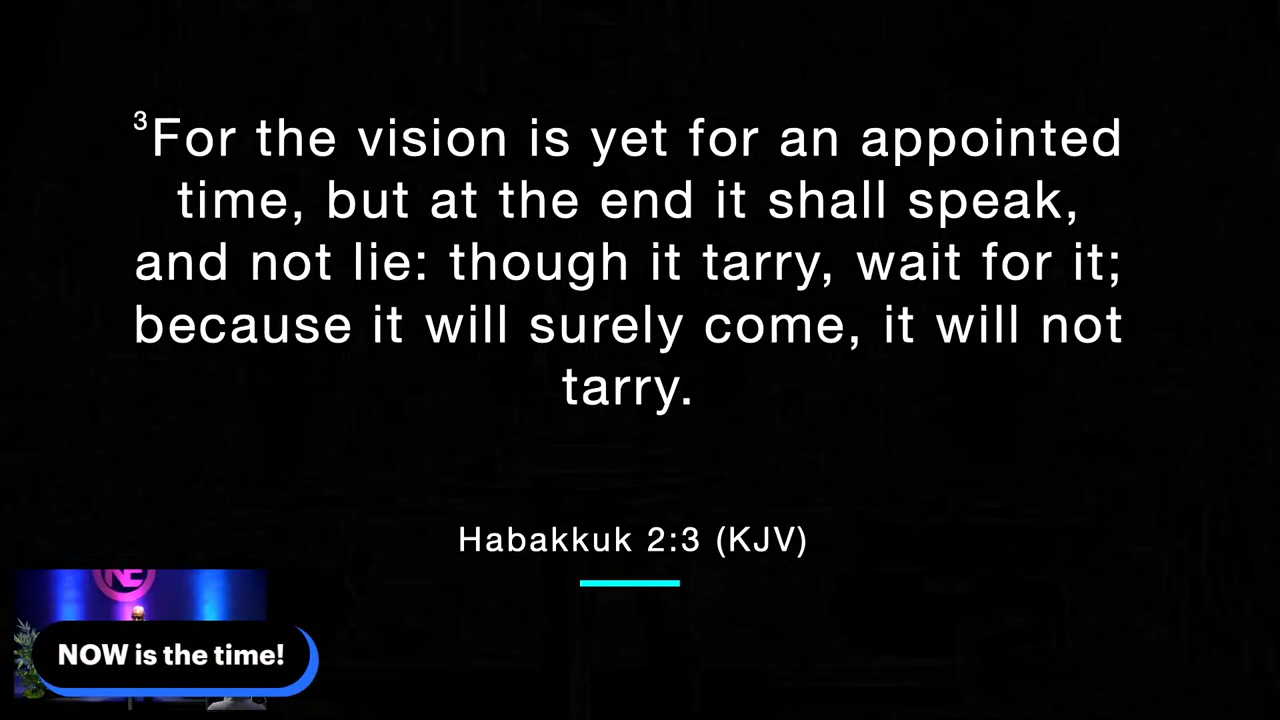 ³For the vision is yet for an appointed
time, but at the end it shall speak,
and not lie: though it tarry, wait for it;
because it will surely come, it will not
tarry.
Habakkuk 2:3 (KJV)
NE
NOW is the time!